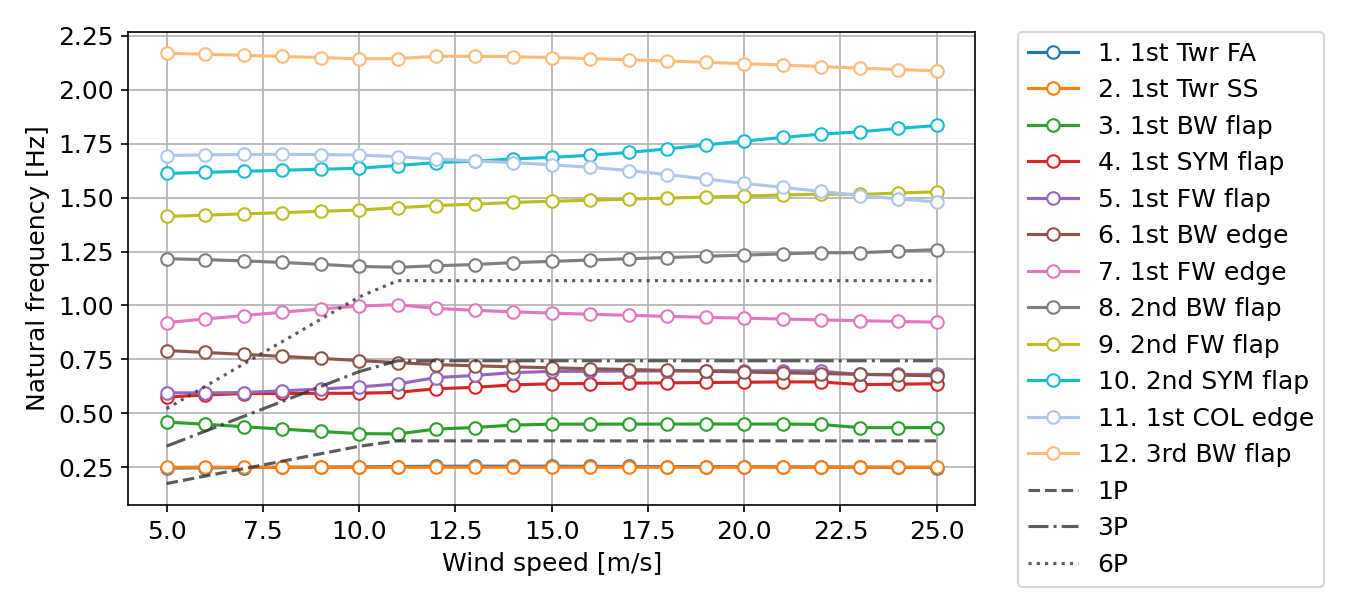 2.25
2.00
1.75
1.50
1.25
1.00
0.75
0.50
0.25
Natural frequency [Hz]
5.0 7.5 10.0 12.5 15.0 17.5 20.0 22.5 25.0
Wind speed [m/s]
1. 1st Twr FA
2. 1st Twr SS
3. 1st BW flap
4. 1st SYM flap
5. 1st FW flap
6. 1st BW edge
7. 1st FW edge
8. 2nd BW flap
9. 2nd FW flap
10. 2nd SYM flap
11. 1st COL edge
12. 3rd BW flap
1P
3P
6P